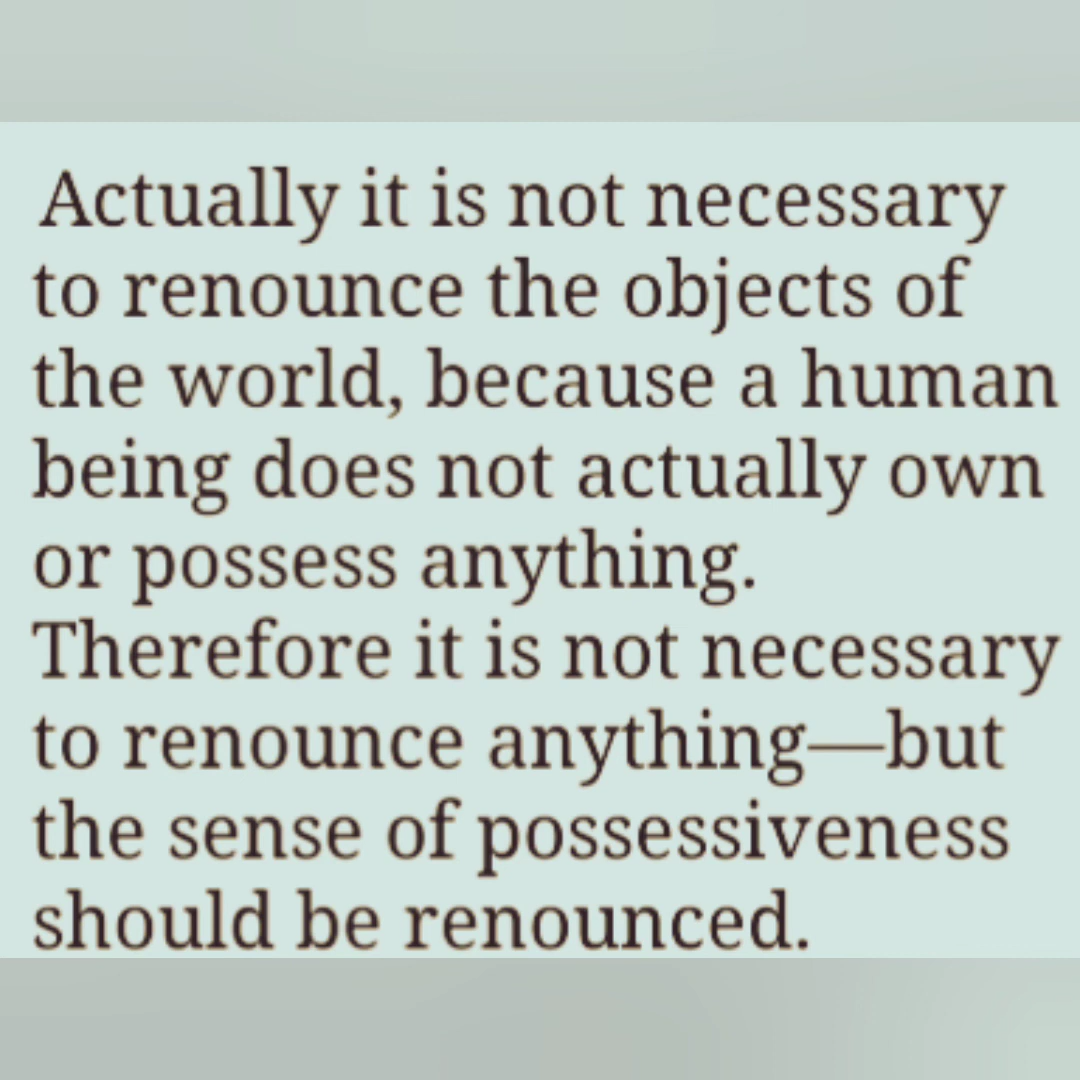 Actually it is not necessary
to renounce the objects of
the world, because a human
being does not actually own
or possess anything.
Therefore it is not necessary
to renounce anything—but
the sense of possessiveness
should be renounced.